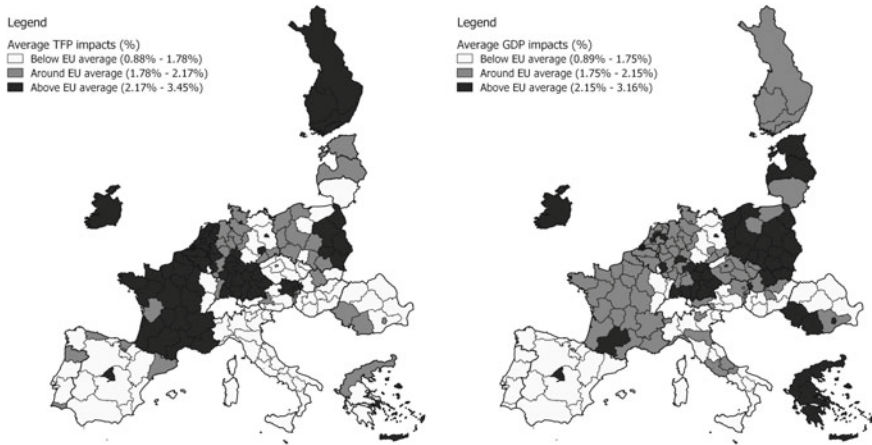 Legend
Average TFP impacts (%)
Below EU average (0.88% - 1.78%)
Around EU average (1.78% - 2.17%)
Above EU average (2.17% - 3.45%)
Legend
Average GDP impacts (%)
Below EU average (0.89% - 1.75%)
Around EU average (1.75% - 2.15%)
Above EU average (2.15% - 3.16%)